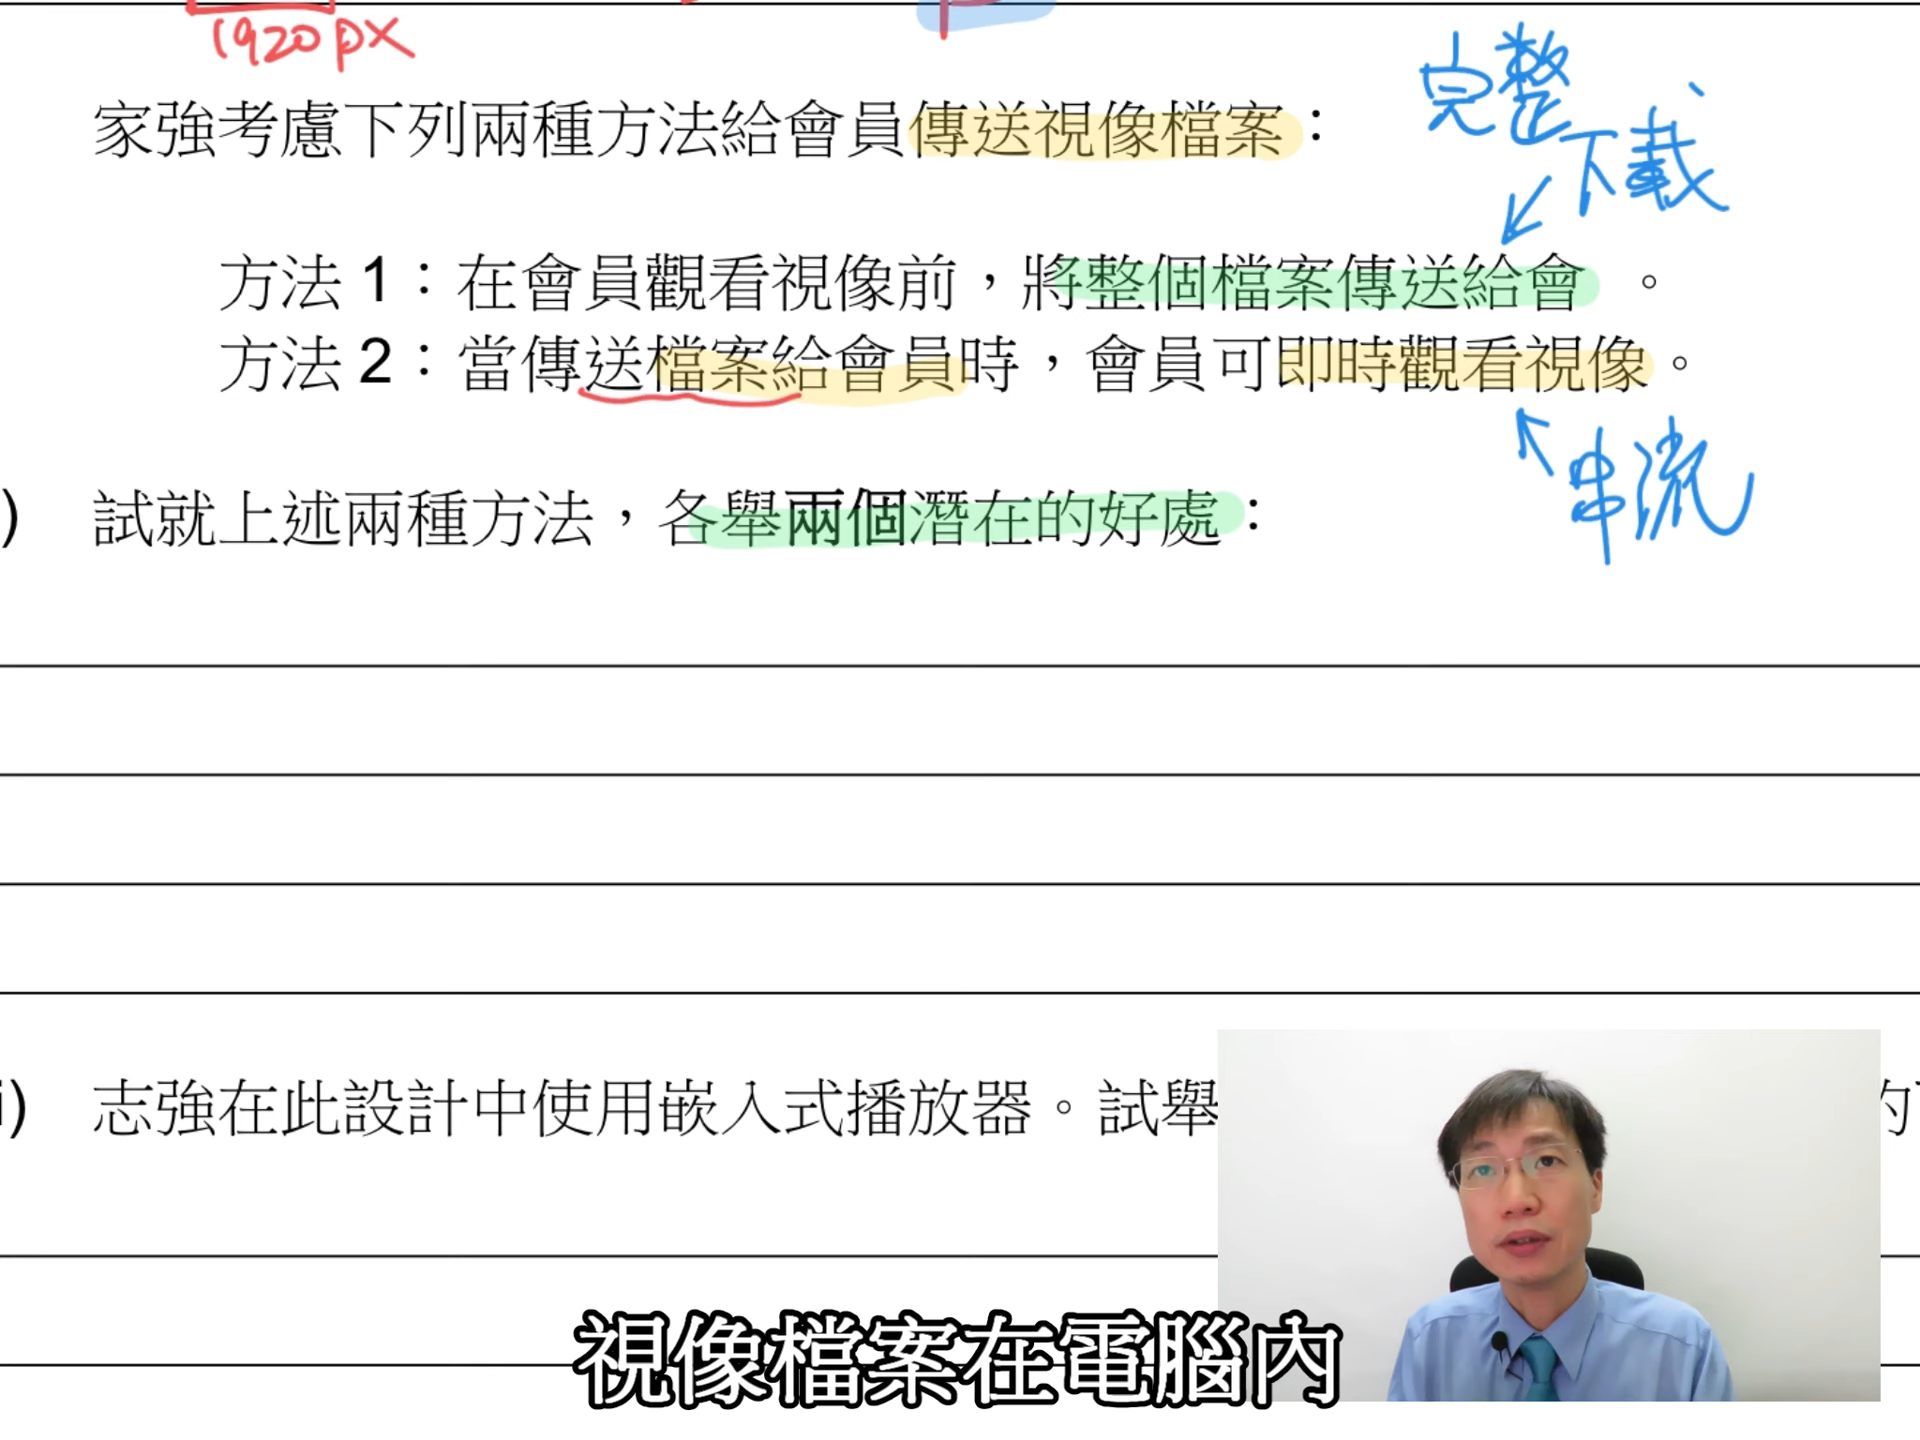 1920px
家強考慮下列兩種方法給會員傳送視像檔案：
完整
下載
方法 1：在會員觀看視像前，將整個檔案傳送給會 。
方法 2：當傳送檔案給會員時，會員可即時觀看視像。
串流
) 試就上述兩種方法，各舉兩個潛在的好處：
i) 志強在此設計中使用嵌入式播放器。試舉
視像檔案在電腦內